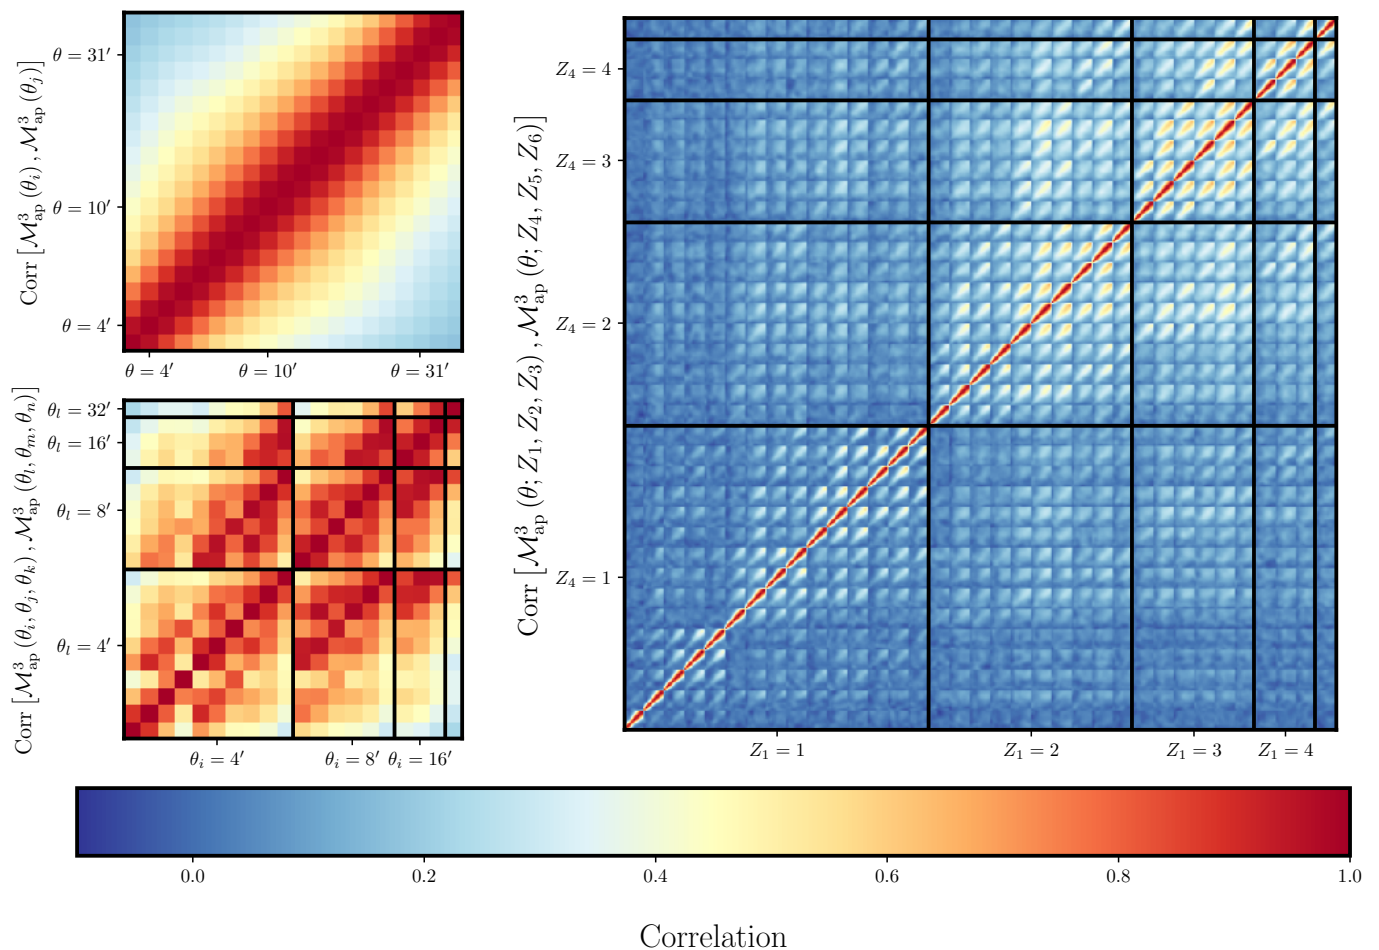 Corr [ℳ³ap (θi) , ℳ³ap (θj)]
θ = 31′
θ = 10′
θ = 4′
θ = 4′ θ = 10′ θ = 31′
Corr [ℳ³ap (θi, θj, θk) , ℳ³ap (θl, θm, θn)]
θl = 32′
θl = 16′
θl = 8′
θl = 4′
θi = 4′ θi = 8′ θi = 16′
Corr [ℳ³ap (θ; Z1, Z2, Z3) , ℳ³ap (θ; Z4, Z5, Z6)]
Z4 = 4
Z4 = 3
Z4 = 2
Z4 = 1
Z1 = 1 Z1 = 2 Z1 = 3 Z1 = 4
0.0 0.2 0.4 0.6 0.8 1.0
Correlation